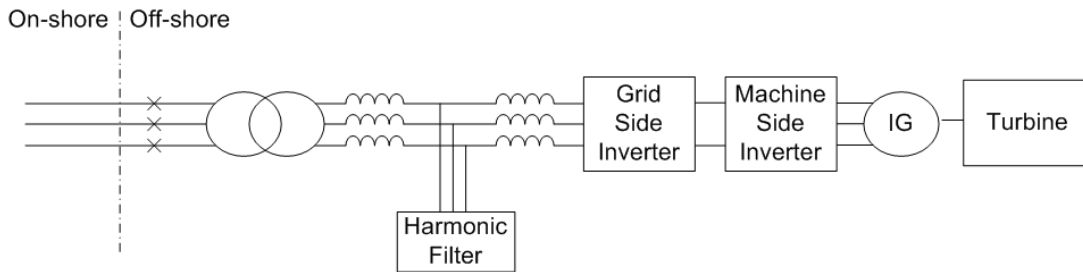 On-shore
Off-shore
Grid
Side
Inverter
Machine
Side
Inverter
IG
Turbine
Harmonic
Filter